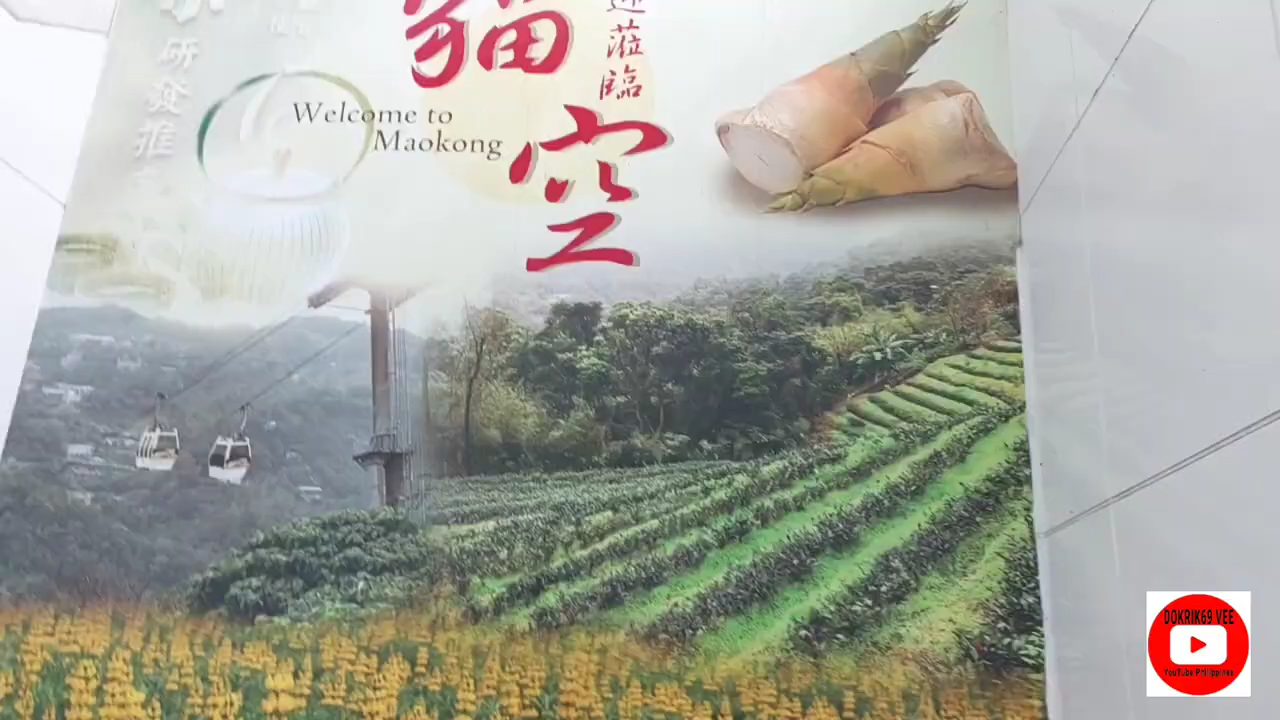 研發推
迎蒞臨
貓空
Welcome to
Maokong
DOKRIK69 VEE
YouTube Philippines